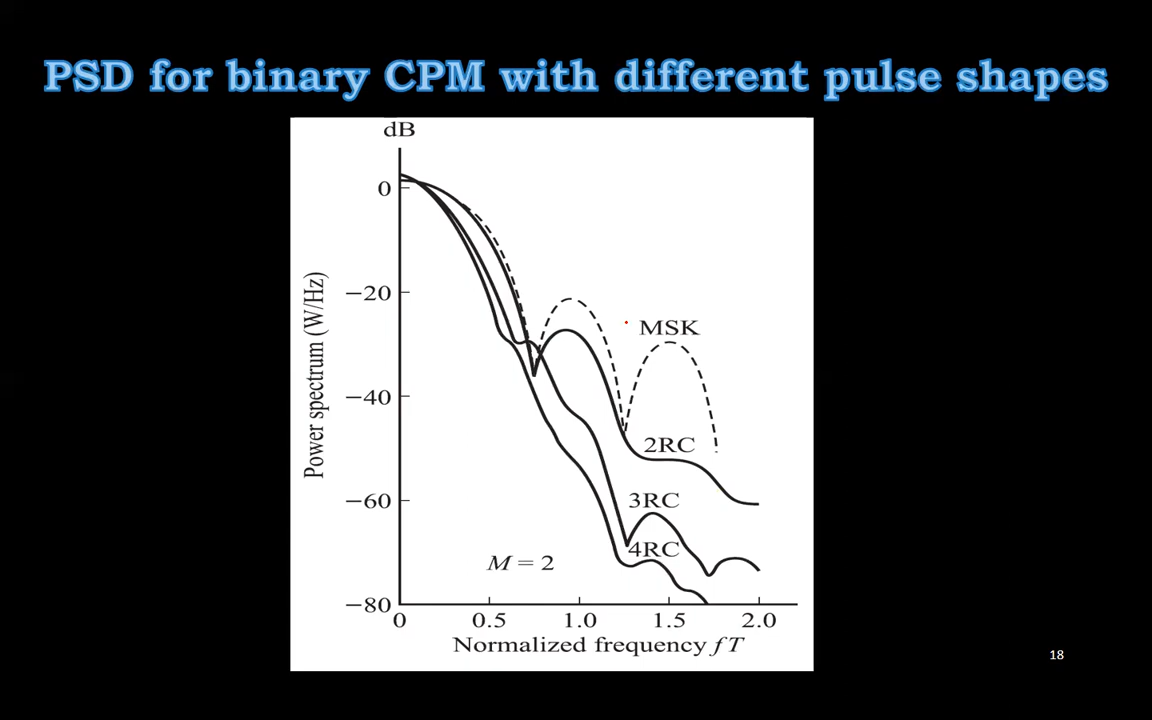 PSD for binary CPM with different pulse shapes
dB
0
−20
−40
−60
−80
Power spectrum (W/Hz)
MSK
2RC
3RC
4RC
M = 2
0 0.5 1.0 1.5 2.0
Normalized frequency f T
18